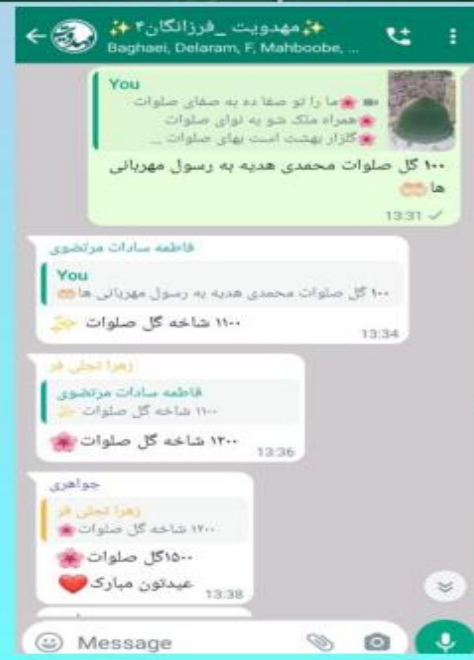 ✨مهدویت _فرزانگان۴ ✨
Baghaei, Delaram, F, Mahboobe, ...
You
🌸ما را تو صفا ده به صفای صلوات
🌸همراه ملک شو به نوای صلوات
🌸گلزار بهشت است بهای صلوات ...
۱۰۰ گل صلوات محمدی هدیه به رسول مهربانی
ها🤲🏻
13:31 ✓
فاطمه سادات مرتضوی
You
۱۰۰ گل صلوات محمدی هدیه به رسول مهربانی ها🤲🏻
۱۱۰۰ شاخه گل صلوات ✨
13:34
زهرا تجلی فر
فاطمه سادات مرتضوی
۱۱۰۰ شاخه گل صلوات ✨
۱۲۰۰ شاخه گل صلوات🌸
13:36
جواهری
زهرا تجلی فر
۱۲۰۰ شاخه گل صلوات🌸
۱۵۰۰گل صلوات🌸
عیدتون مبارک❤️
13:38
Message